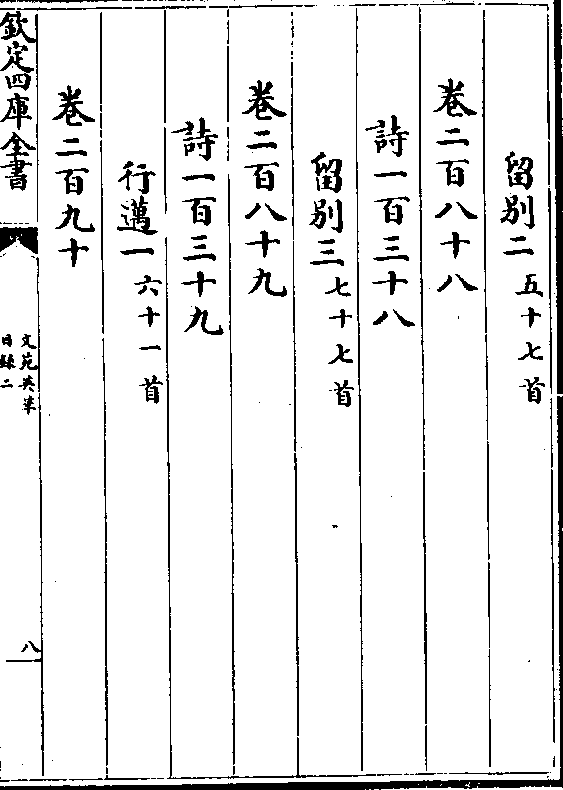 留别二五十七首
卷二百八十八
詩一百三十八
留别三七十七首
卷二百八十九
詩一百三十九
行邁一六十一首
卷二百九十
欽定四庫全書
文苑英華
目錄二
八